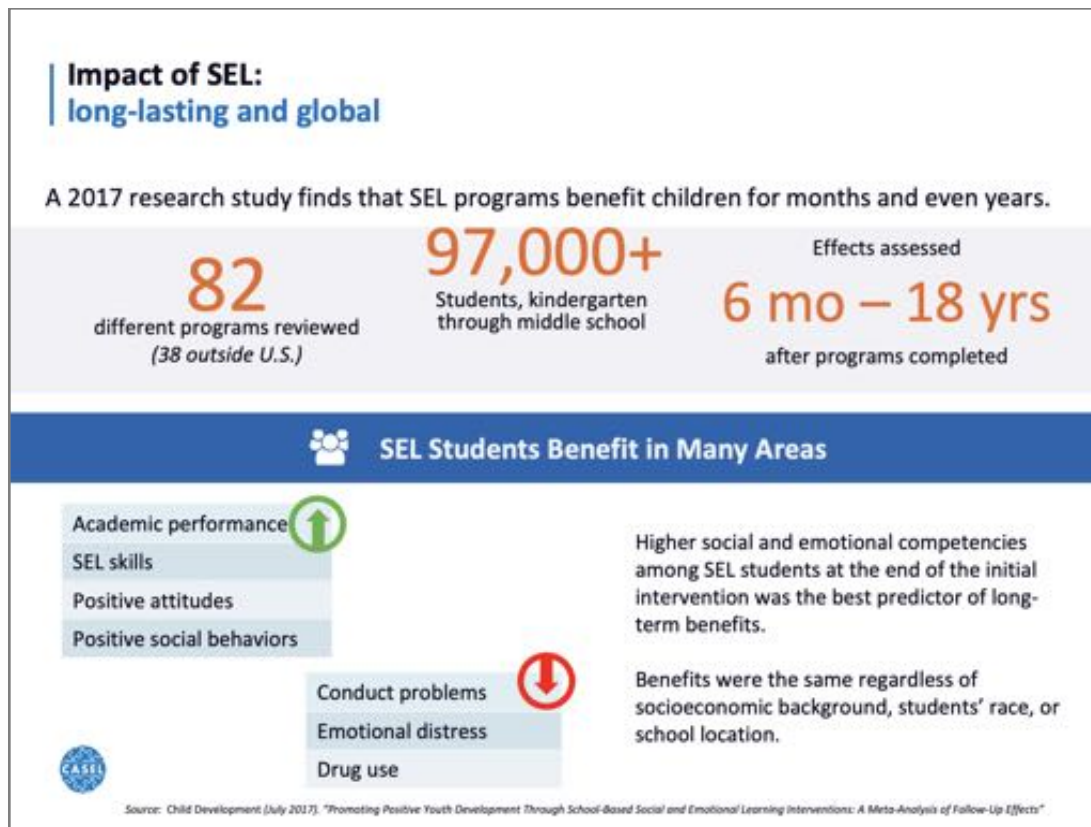 Impact of SEL:
long-lasting and global
A 2017 research study finds that SEL programs benefit children for months and even years.
82
different programs reviewed
(38 outside U.S.)
97,000+
Students, kindergarten
through middle school
Effects assessed
6 mo – 18 yrs
after programs completed
SEL Students Benefit in Many Areas
Academic performance
SEL skills
Positive attitudes
Positive social behaviors
Conduct problems
Emotional distress
Drug use
Higher social and emotional competencies
among SEL students at the end of the initial
intervention was the best predictor of long-
term benefits.
Benefits were the same regardless of
socioeconomic background, students’ race, or
school location.
CASEL
Source: Child Development (July 2017). “Promoting Positive Youth Development Through School-Based Social and Emotional Learning Interventions: A Meta-Analysis of Follow-Up Effects”